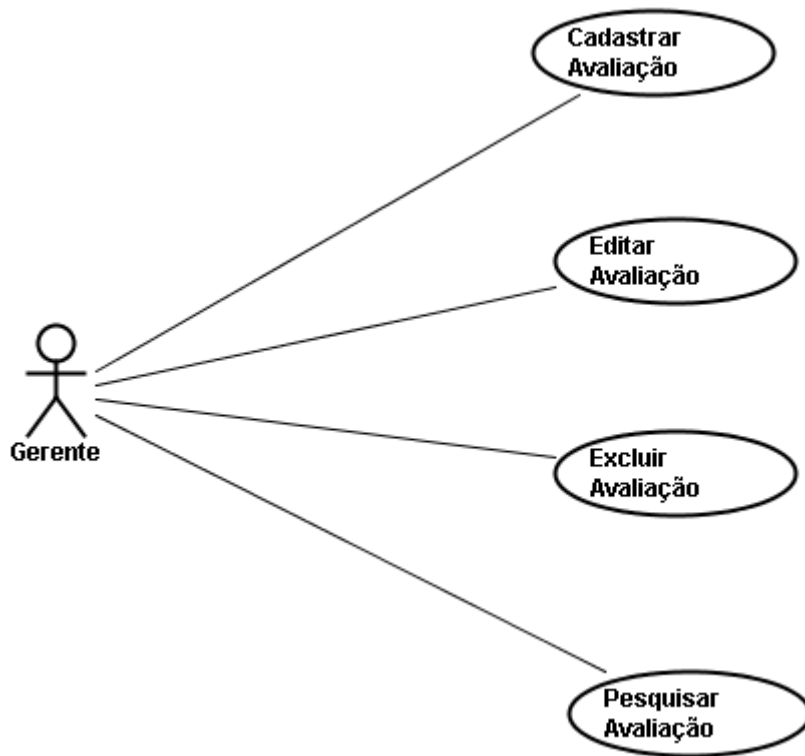 Cadastrar
Avaliação
Editar
Avaliação
Gerente
Excluir
Avaliação
Pesquisar
Avaliação